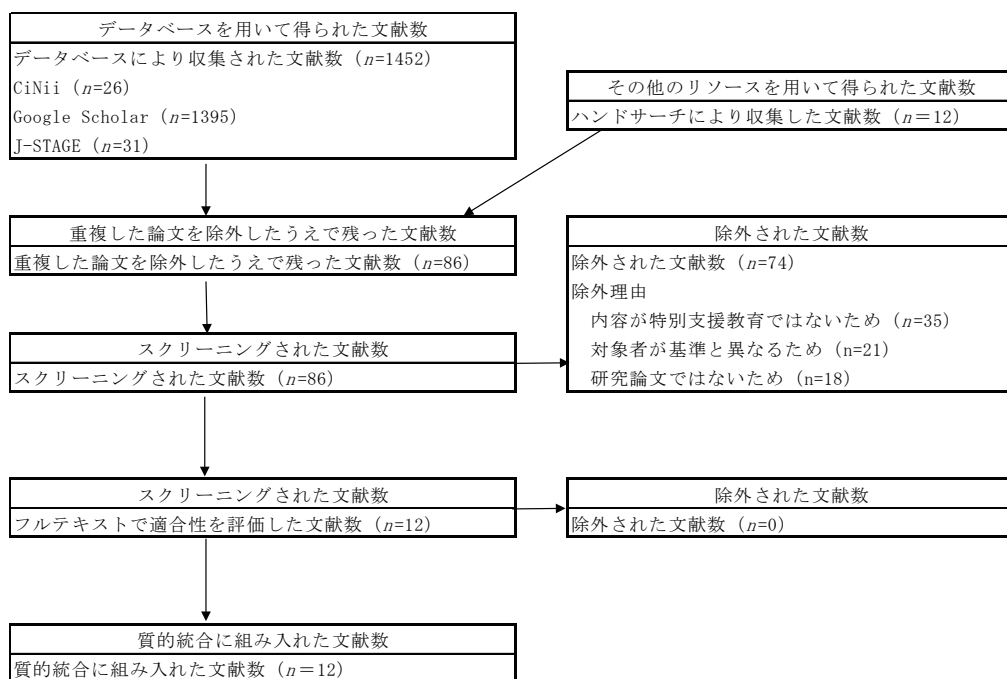 データベースを用いて得られた文献数
データベースにより収集された文献数 (n=1452)
CiNii (n=26)
Google Scholar (n=1395)
J-STAGE (n=31)
その他のリソースを用いて得られた文献数
ハンドサーチにより収集した文献数 (n＝12)
重複した論文を除外したうえで残った文献数
重複した論文を除外したうえで残った文献数 (n=86)
除外された文献数
除外された文献数 (n=74)
除外理由
内容が特別支援教育ではないため (n=35)
対象者が基準と異なるため (n=21)
研究論文ではないため (n=18)
スクリーニングされた文献数
スクリーニングされた文献数 (n=86)
スクリーニングされた文献数
フルテキストで適合性を評価した文献数 (n=12)
除外された文献数
除外された文献数 (n=0)
質的統合に組み入れた文献数
質的統合に組み入れた文献数 (n＝12)